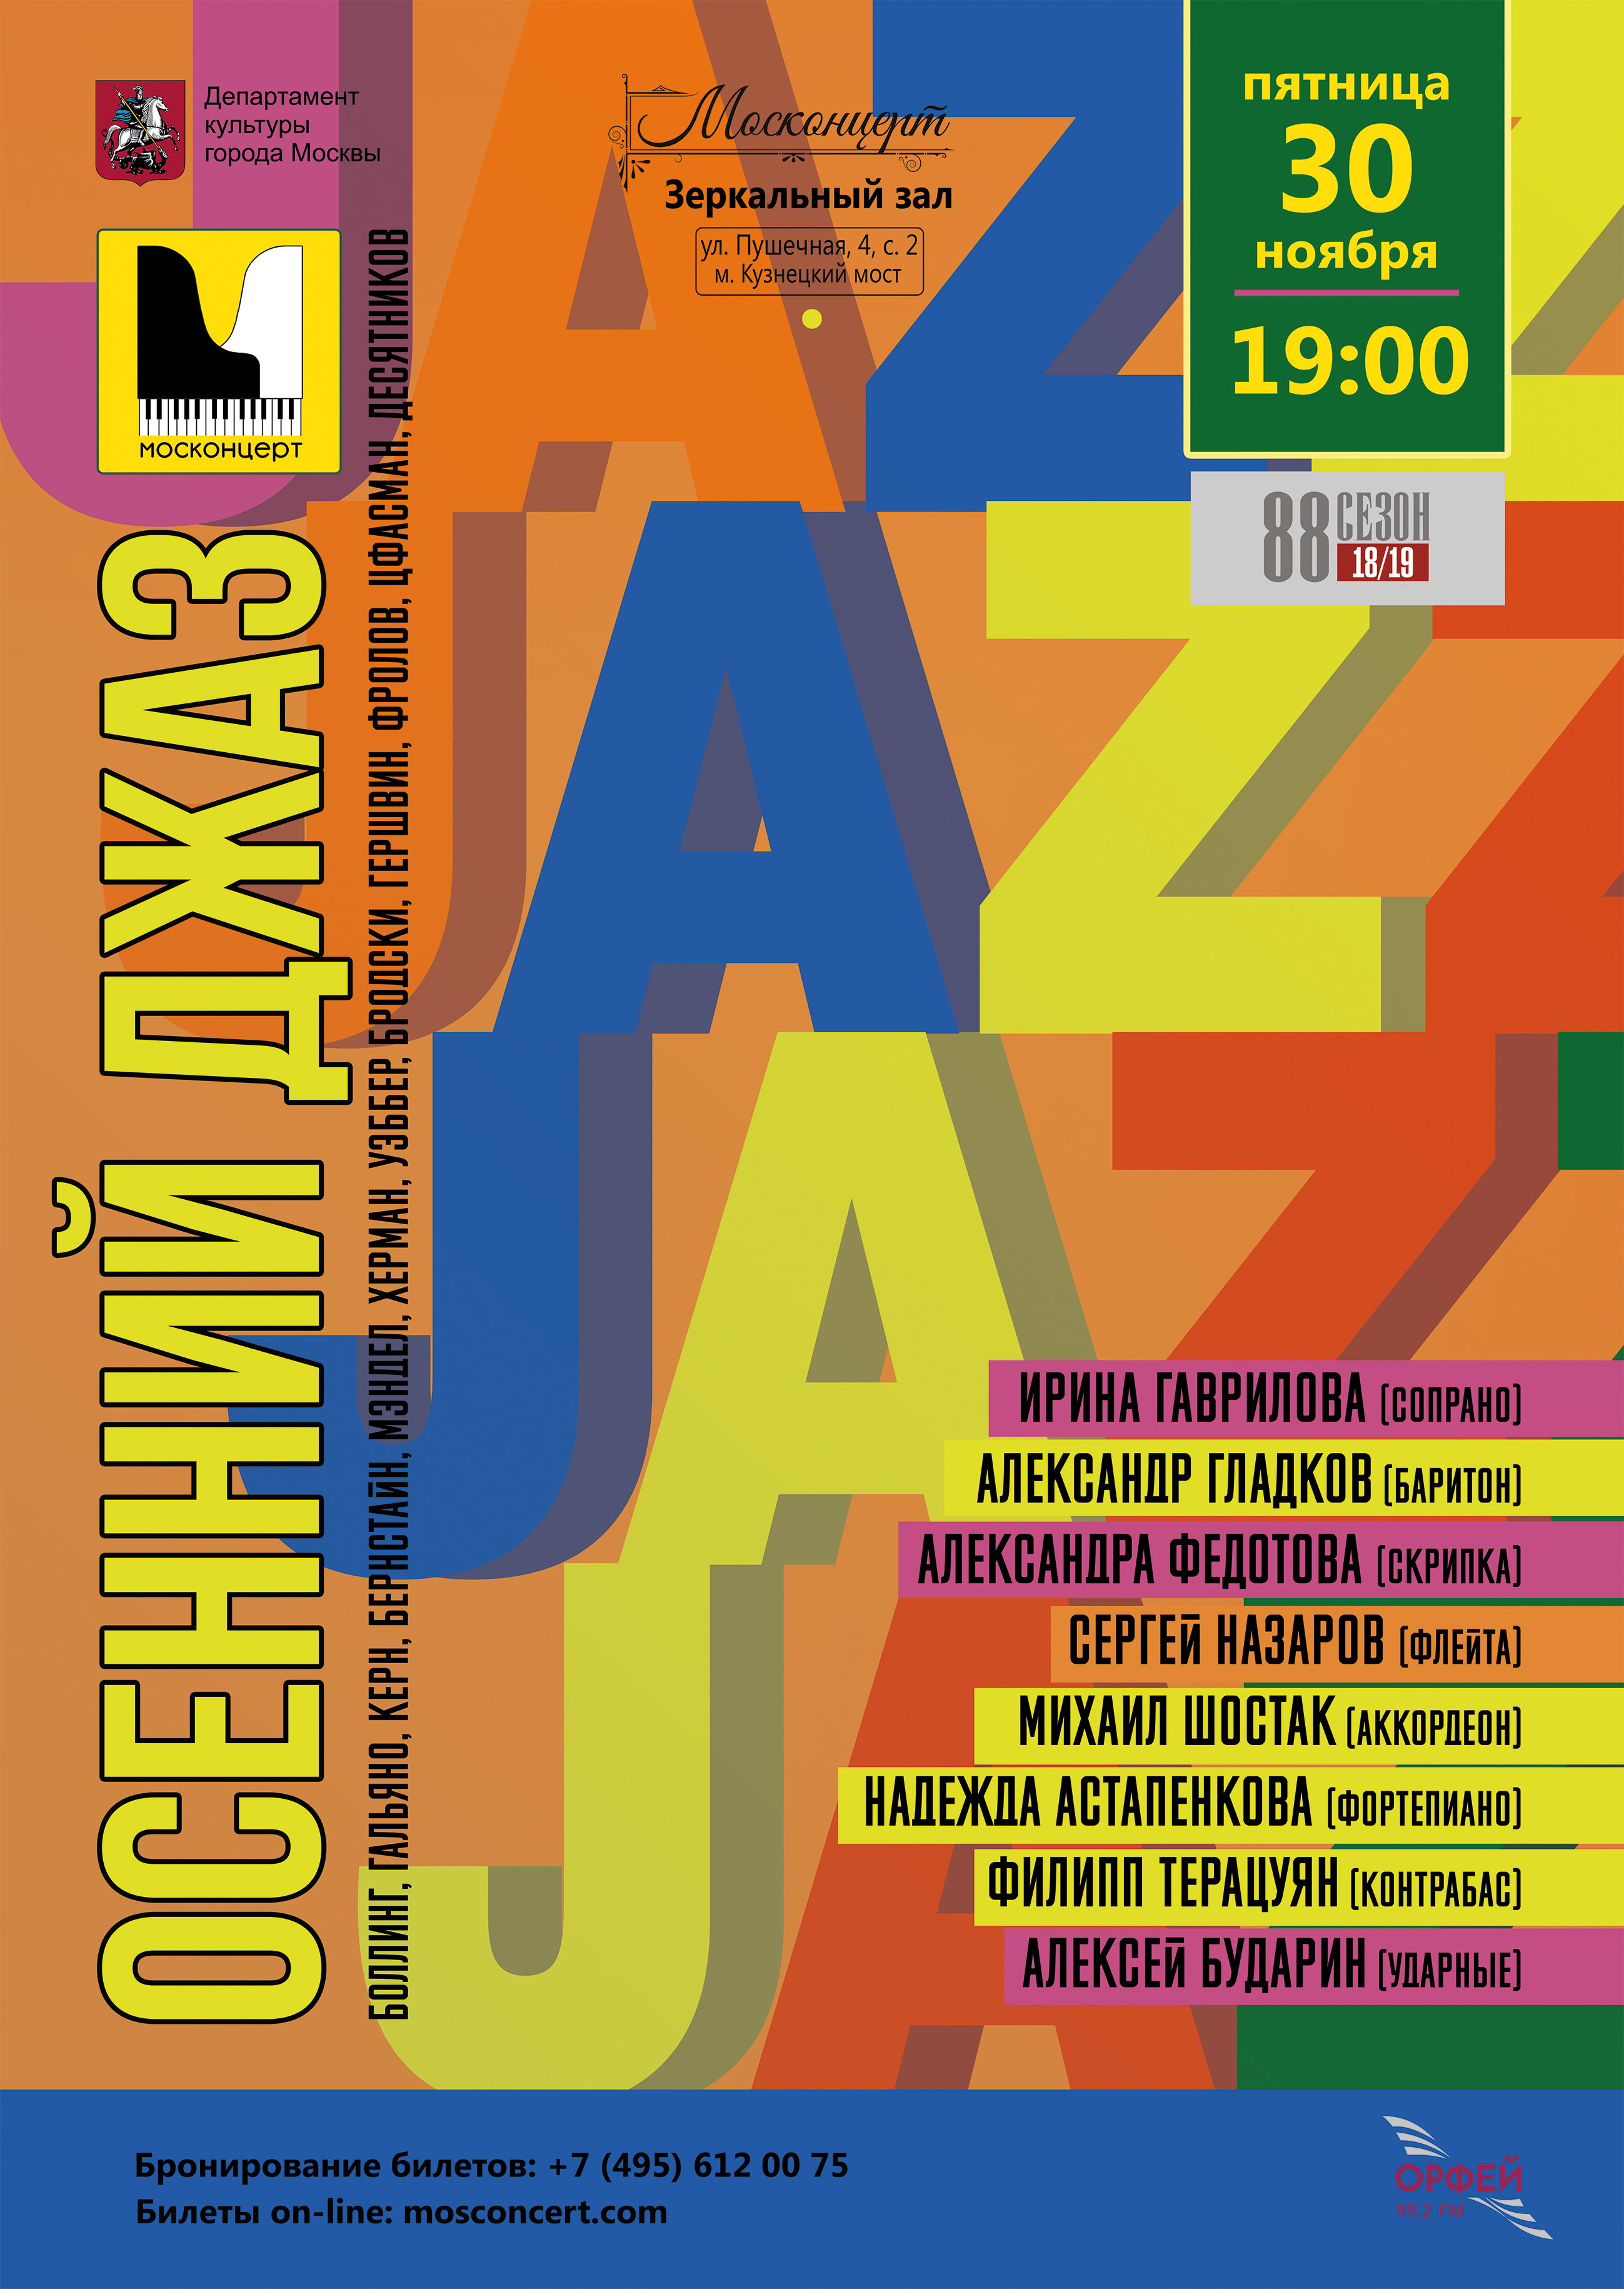 Департамент
культуры
города Москвы
москонцерт
Москонцерт
Зеркальный зал
ул. Пушечная, 4, с. 2
м. Кузнецкий мост
пятница
30
ноября
19:00
88 СЕЗОН
18/19
JAZZ
JAZZ
JAZZ
JA
ОСЕННИЙ ДЖАЗ
БОЛЛИНГ, ГАЛЬЯНО, КЕРН, БЕРНСТАЙН, МЭНДЕЛ, ХЕРМАН, УЭББЕР, БРОДСКИ, ГЕРШВИН, ФРОЛОВ, ЦФАСМАН, ДЕСЯТНИКОВ
ИРИНА ГАВРИЛОВА (СОПРАНО)
АЛЕКСАНДР ГЛАДКОВ (БАРИТОН)
АЛЕКСАНДРА ФЕДОТОВА (СКРИПКА)
СЕРГЕЙ НАЗАРОВ (ФЛЕЙТА)
МИХАИЛ ШОСТАК (АККОРДЕОН)
НАДЕЖДА АСТАПЕНКОВА (ФОРТЕПИАНО)
ФИЛИПП ТЕРАЦУЯН (КОНТРАБАС)
АЛЕКСЕЙ БУДАРИН (УДАРНЫЕ)
Бронирование билетов: +7 (495) 612 00 75
Билеты on-line: mosconcert.com
ОРФЕЙ
99.2 FM